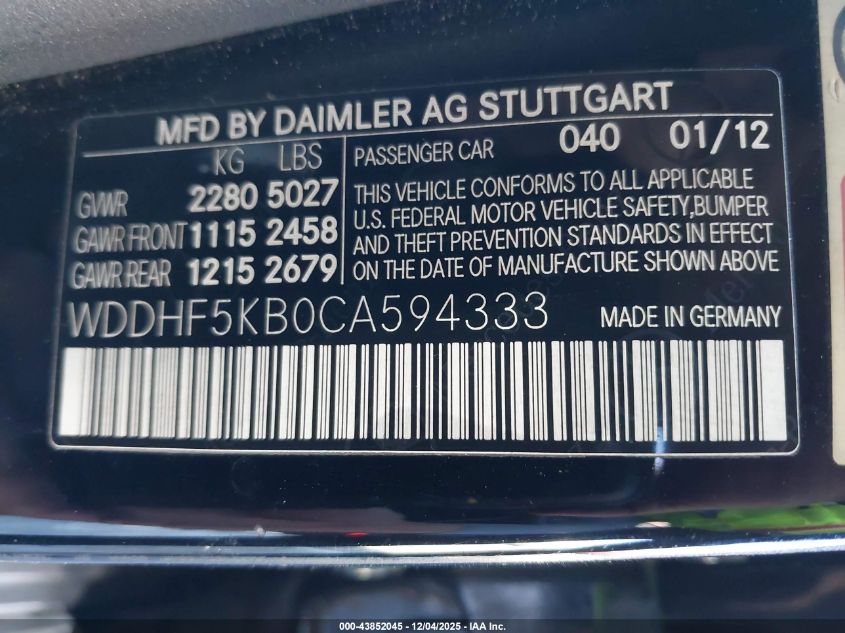 MFD BY DAIMLER AG STUTTGART
KG LBS
GVWR 2280 5027
GAWR FRONT 1115 2458
GAWR REAR 1215 2679
PASSENGER CAR 040 01/12
THIS VEHICLE CONFORMS TO ALL APPLICABLE
U.S. FEDERAL MOTOR VEHICLE SAFETY,BUMPER
AND THEFT PREVENTION STANDARDS IN EFFECT
ON THE DATE OF MANUFACTURE SHOWN ABOVE
WDDHF5KB0CA594333 MADE IN GERMANY
000-43852045 - 12/04/2025 - IAA